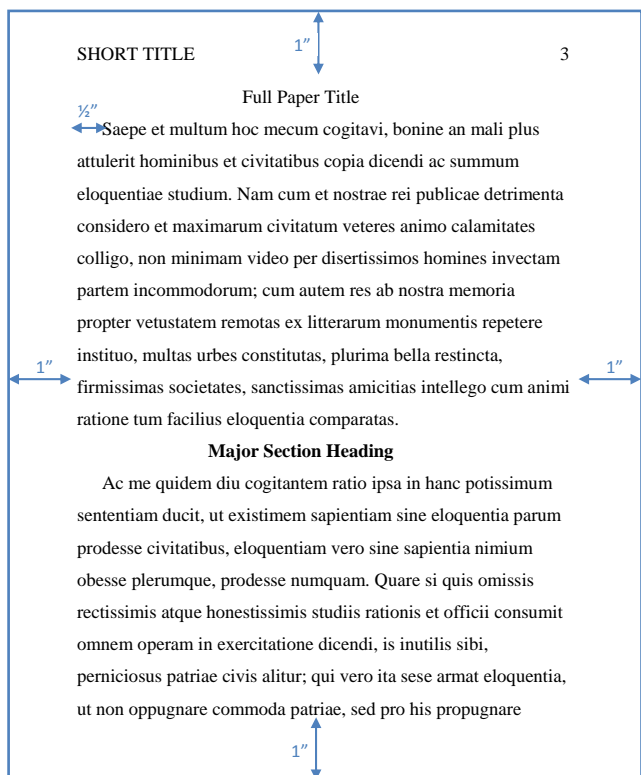 SHORT TITLE 1” 3
Full Paper Title
½”
Saepe et multum hoc mecum cogitavi, bonine an mali plus
attulerit hominibus et civitatibus copia dicendi ac summum
eloquentiae studium. Nam cum et nostrae rei publicae detrimenta
considero et maximarum civitatum veteres animo calamitates
colligo, non minimam video per disertissimos homines invectam
partem incommodorum; cum autem res ab nostra memoria
propter vetustatem remotas ex litterarum monumentis repetere
instituo, multas urbes constitutas, plurima bella restincta,
1” 1”
firmissimas societates, sanctissimas amicitias intellego cum animi
ratione tum facilius eloquentia comparatas.
Major Section Heading
Ac me quidem diu cogitantem ratio ipsa in hanc potissimum
sententiam ducit, ut existimem sapientiam sine eloquentia parum
prodesse civitatibus, eloquentiam vero sine sapientia nimium
obesse plerumque, prodesse numquam. Quare si quis omissis
rectissimis atque honestissimis studiis rationis et officii consumit
omnem operam in exercitatione dicendi, is inutilis sibi,
perniciosus patriae civis alitur; qui vero ita sese armat eloquentia,
ut non oppugnare commoda patriae, sed pro his propugnare
1”